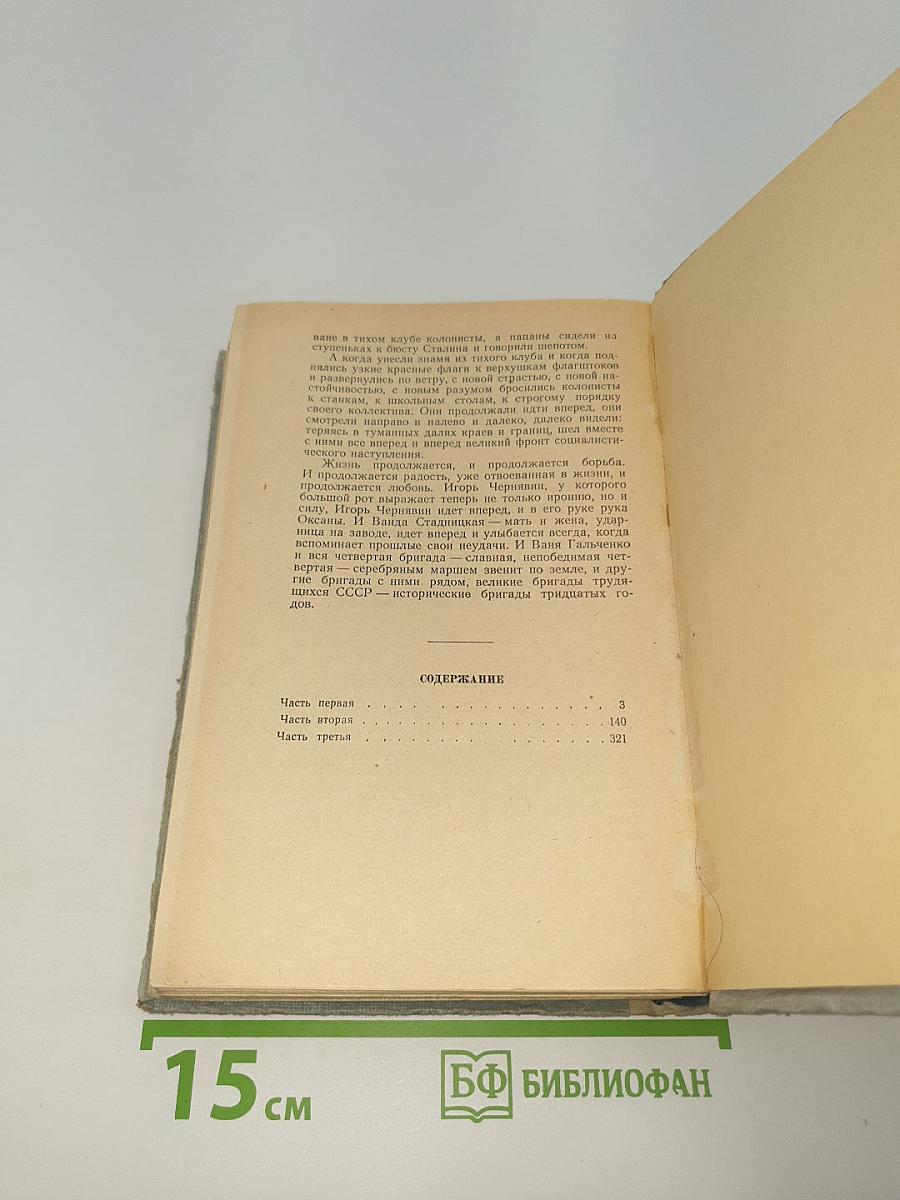 ване в тихом клубе колонисты, а пацаны сидели на
ступеньках к бюсту Сталина и говорили шепотом.
А когда унесли знамя из тихого клуба и когда под-
нялись узкие красные флаги к верхушкам флагштоков
и развернулись по ветру, с новой страстью, с новой на-
стойчивостью, с новым разумом бросились колонисты
к станкам, к школьным столам, к строгому порядку
своего коллектива. Они продолжали идти вперед, они
смотрели направо и налево и далеко, далеко видели:
теряясь в туманных далях краев и границ, шел вместе
с ними все вперед и вперед великий фронт социалисти-
ческого наступления.
Жизнь продолжается, и продолжается борьба.
И продолжается радость, уже отвоеванная в жизни, и
продолжается любовь. Игорь Чернявин, у которого
большой рот выражает теперь не только иронию, но и
силу, Игорь Чернявин идет вперед, и в его руке рука
Оксаны. И Ванда Стадницкая — мать и жена, удар-
ница на заводе, идет вперед и улыбается всегда, когда
вспоминает прошлые свои неудачи. И Ваня Гальченко
и вся четвертая бригада — славная, непобедимая чет-
вертая — серебряным маршем звенит по земле, и дру-
гие бригады с ними рядом, великие бригады трудя-
щихся СССР — исторические бригады тридцатых го-
дов.
СОДЕРЖАНИЕ
Часть первая . . . . . . . . . . . . . . . . 3
Часть вторая . . . . . . . . . . . . . . . . 140
Часть третья . . . . . . . . . . . . . . . . 321
15 см
БФ БИБЛИОФАН